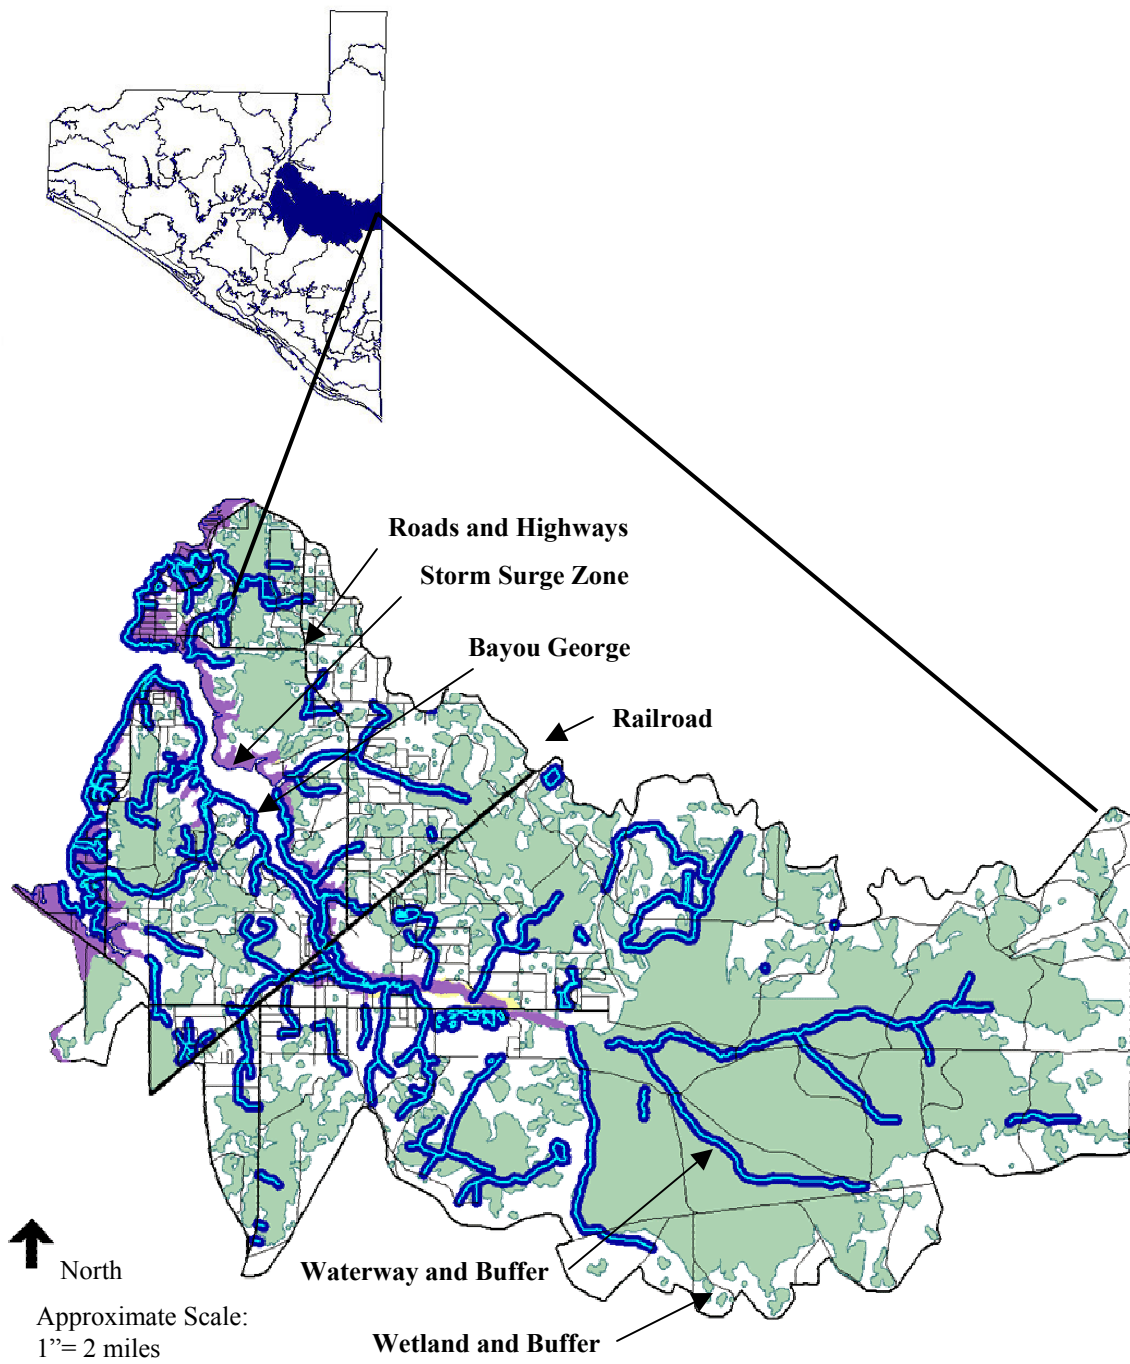 Roads and Highways
Storm Surge Zone
Bayou George
Railroad
Waterway and Buffer
Wetland and Buffer
North
Approximate Scale:
1”= 2 miles